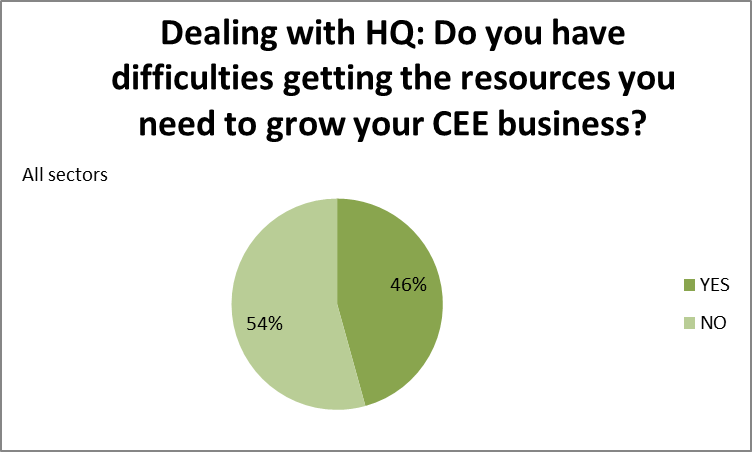 Dealing with HQ: Do you have
difficulties getting the resources you
need to grow your CEE business?
All sectors
46%
54%
YES
NO